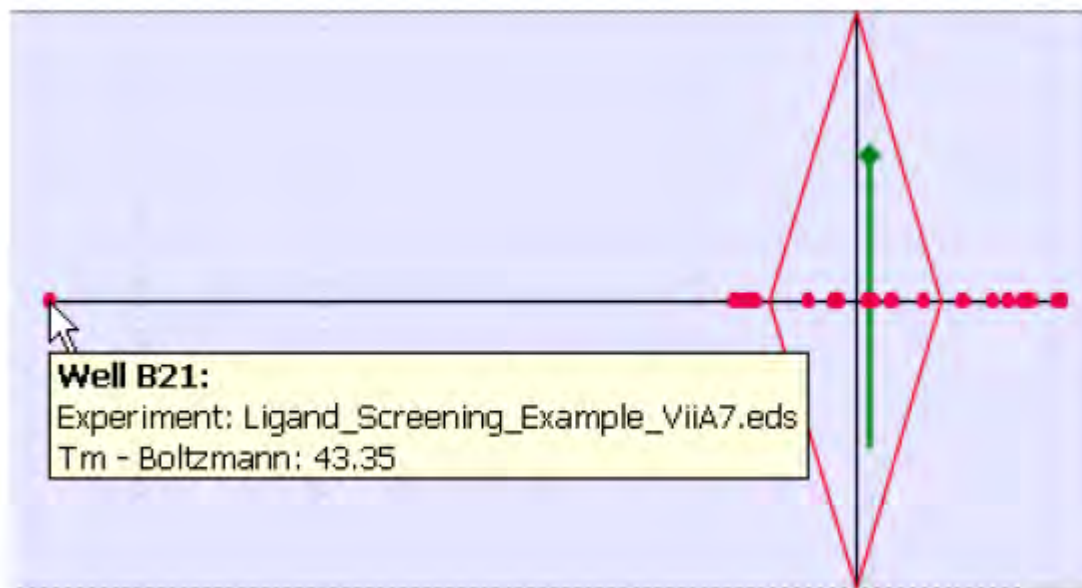 Well B21:
Experiment: Ligand_Screening_Example_ViiA7.eds
Tm - Boltzmann: 43.35